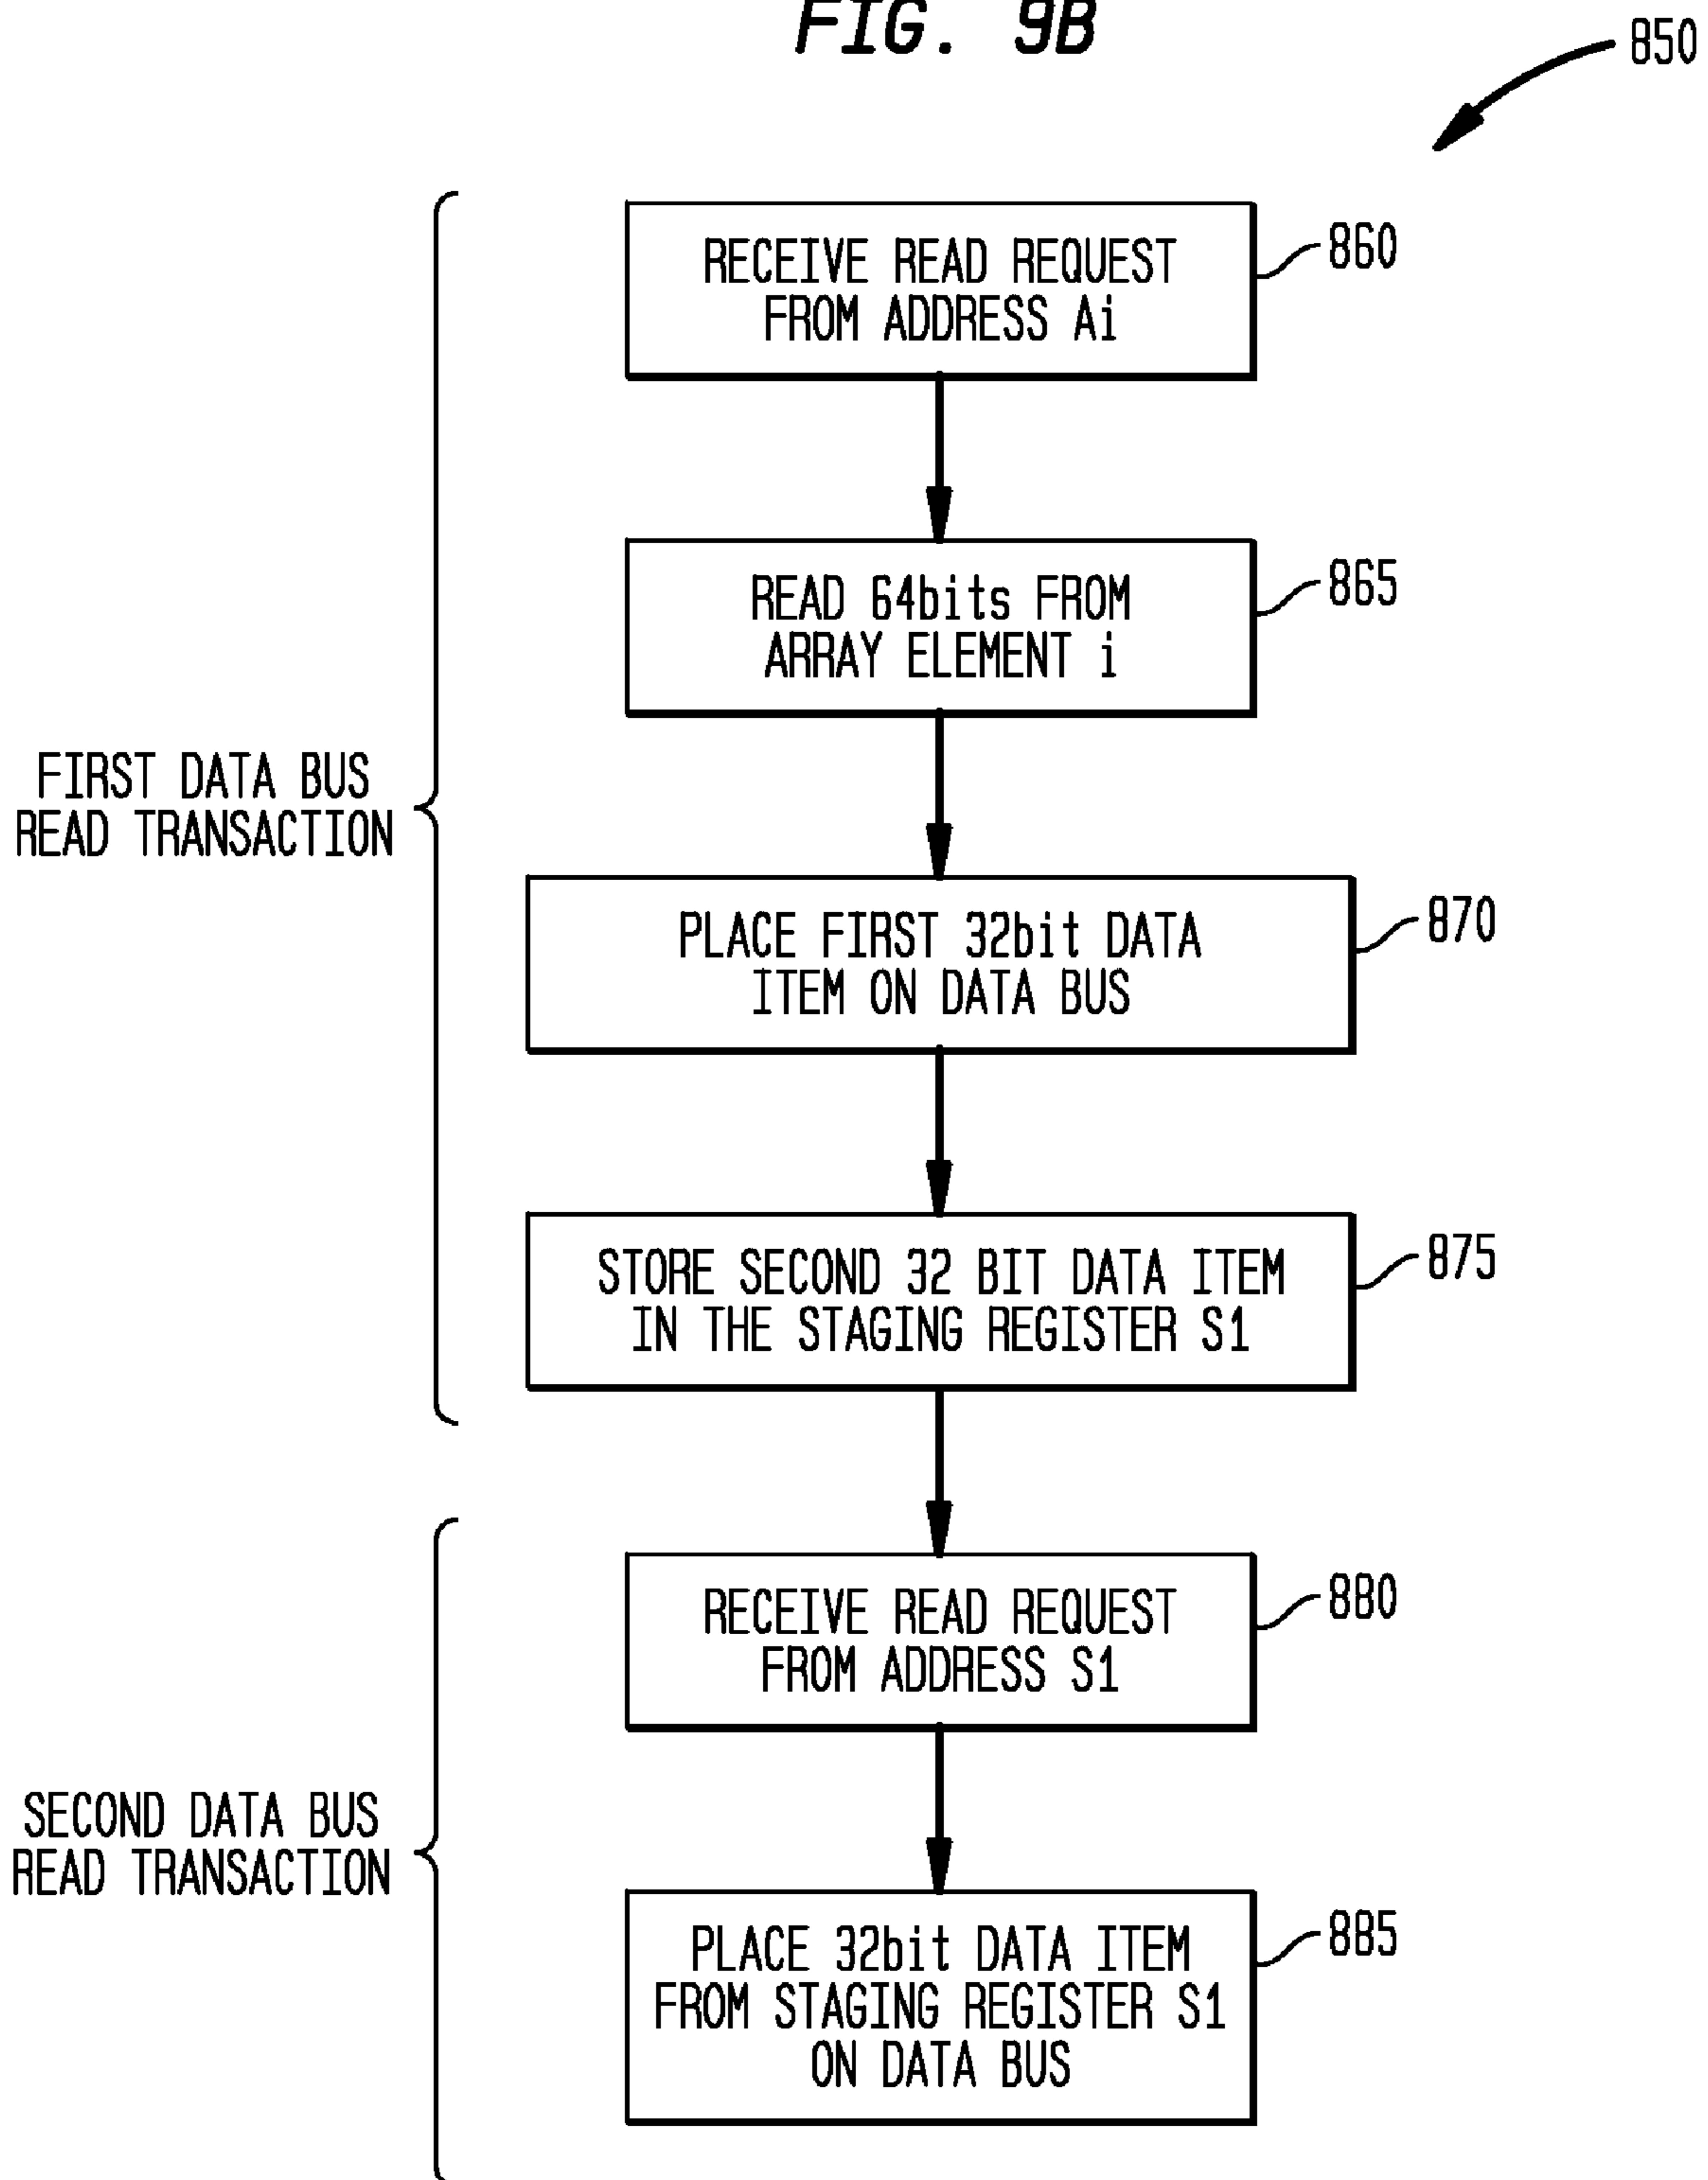 FIG. 9B
850
RECEIVE READ REQUEST
FROM ADDRESS Ai
860
READ 64bits FROM
ARRAY ELEMENT i
865
FIRST DATA BUS
READ TRANSACTION
PLACE FIRST 32bit DATA
ITEM ON DATA BUS
870
STORE SECOND 32 BIT DATA ITEM
IN THE STAGING REGISTER S1
875
RECEIVE READ REQUEST
FROM ADDRESS S1
880
SECOND DATA BUS
READ TRANSACTION
PLACE 32bit DATA ITEM
FROM STAGING REGISTER S1
ON DATA BUS
885